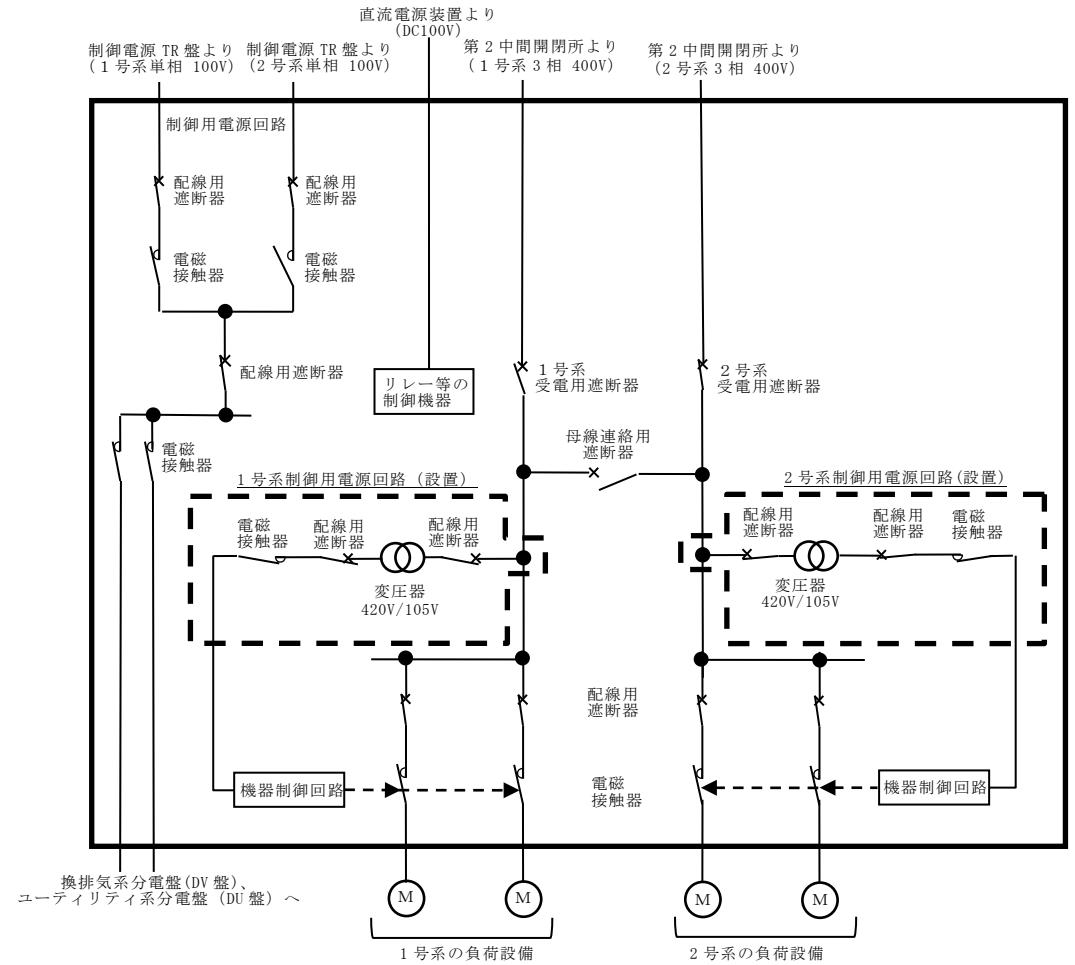 直流電源装置より
(DC100V)
制御電源 TR 盤より
(１号系単相 100V)
制御電源 TR 盤より
(2 号系単相 100V)
第２中間開閉所より
(１号系３相 400V)
第２中間開閉所より
(2 号系３相 400V)
制御用電源回路
配線用
遮断器
配線用
遮断器
電磁
接触器
電磁
接触器
配線用遮断器
リレー等の
制御機器
１号系
受電用遮断器
２号系
受電用遮断器
母線連絡用
遮断器
電磁
接触器
１号系制御用電源回路（設置）
２号系制御用電源回路(設置)
電磁
接触器
配線用
遮断器
配線用
遮断器
変圧器
420V/105V
配線用
遮断器
配線用
遮断器
電磁
接触器
変圧器
420V/105V
配線用
遮断器
電磁
接触器
機器制御回路
機器制御回路
換排気系分電盤(DV 盤)、
ユーティリティ系分電盤（DU 盤）へ
M
M
M
M
１号系の負荷設備
２号系の負荷設備